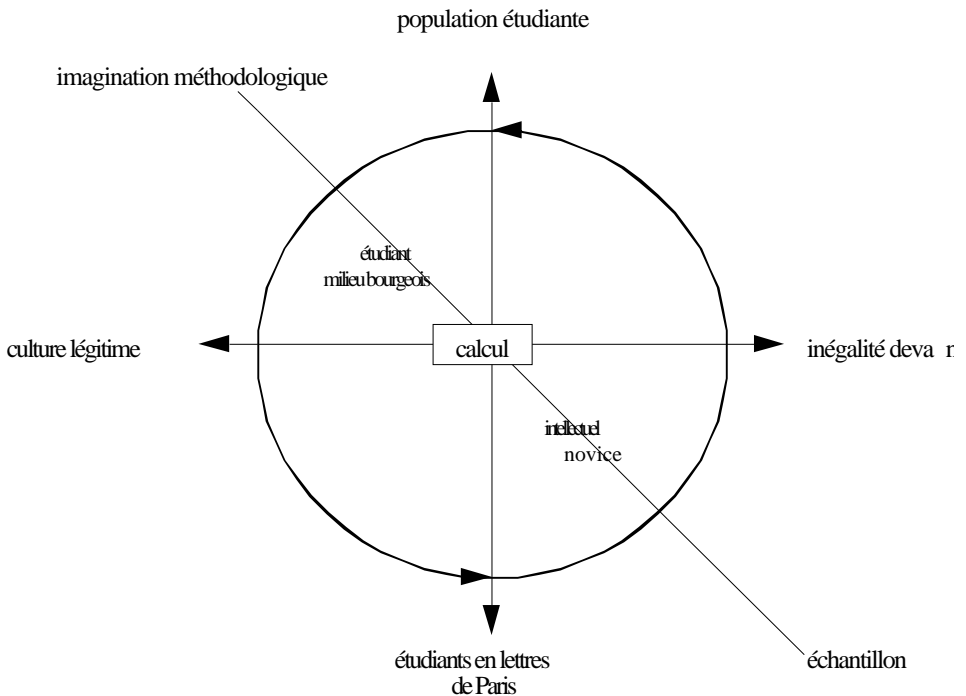 population étudiante
imagination méthodologique
étudiant
milieu bourgeois
culture légitime
calcul
inégalité deva n
intellectuel
novice
étudiants en lettres
de Paris
échantillon